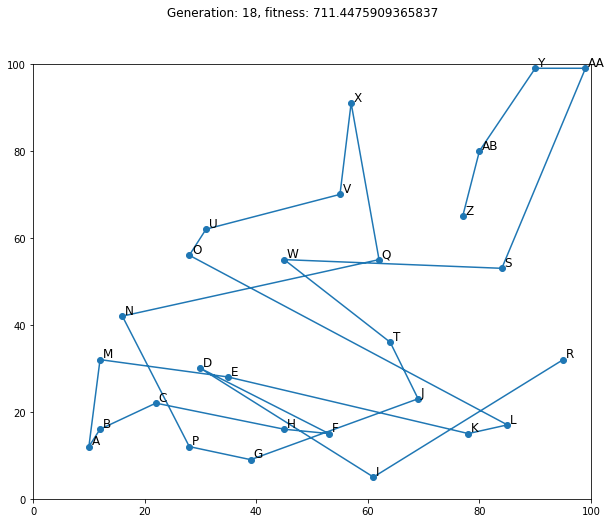 Generation: 18, fitness: 711.4475909365837
100
Y
AA
X
80
AB
V
Z
U
60
O
W
Q
S
N
40
T
M
R
D
E
20
C
J
B
H
F
L
K
A
P
G
I
0
0
20
40
60
80
100